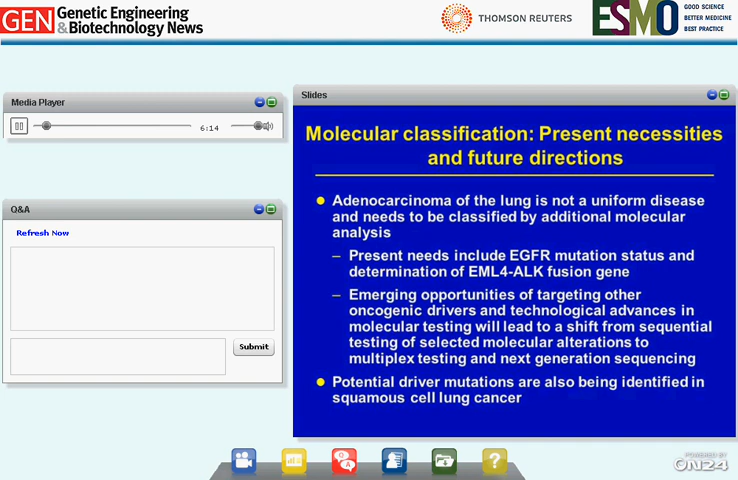 GEN Genetic Engineering
& Biotechnology News
THOMSON REUTERS
ESMO
GOOD SCIENCE
BETTER MEDICINE
BEST PRACTICE
Media Player
6:14
Q&A
Refresh Now
Submit
Slides
Molecular classification: Present necessities
and future directions
● Adenocarcinoma of the lung is not a uniform disease
and needs to be classified by additional molecular
analysis
– Present needs include EGFR mutation status and
determination of EML4-ALK fusion gene
– Emerging opportunities of targeting other
oncogenic drivers and technological advances in
molecular testing will lead to a shift from sequential
testing of selected molecular alterations to
multiplex testing and next generation sequencing
● Potential driver mutations are also being identified in
squamous cell lung cancer
Q
A
?
POWERED BY
ON24